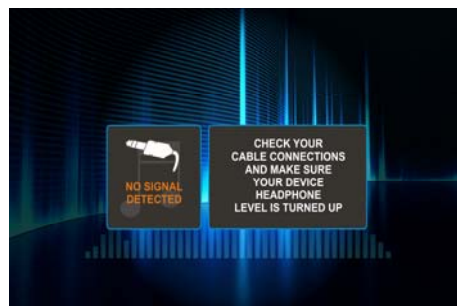 NO SIGNAL
DETECTED
CHECK YOUR
CABLE CONNECTIONS
AND MAKE SURE
YOUR DEVICE
HEADPHONE
LEVEL IS TURNED UP